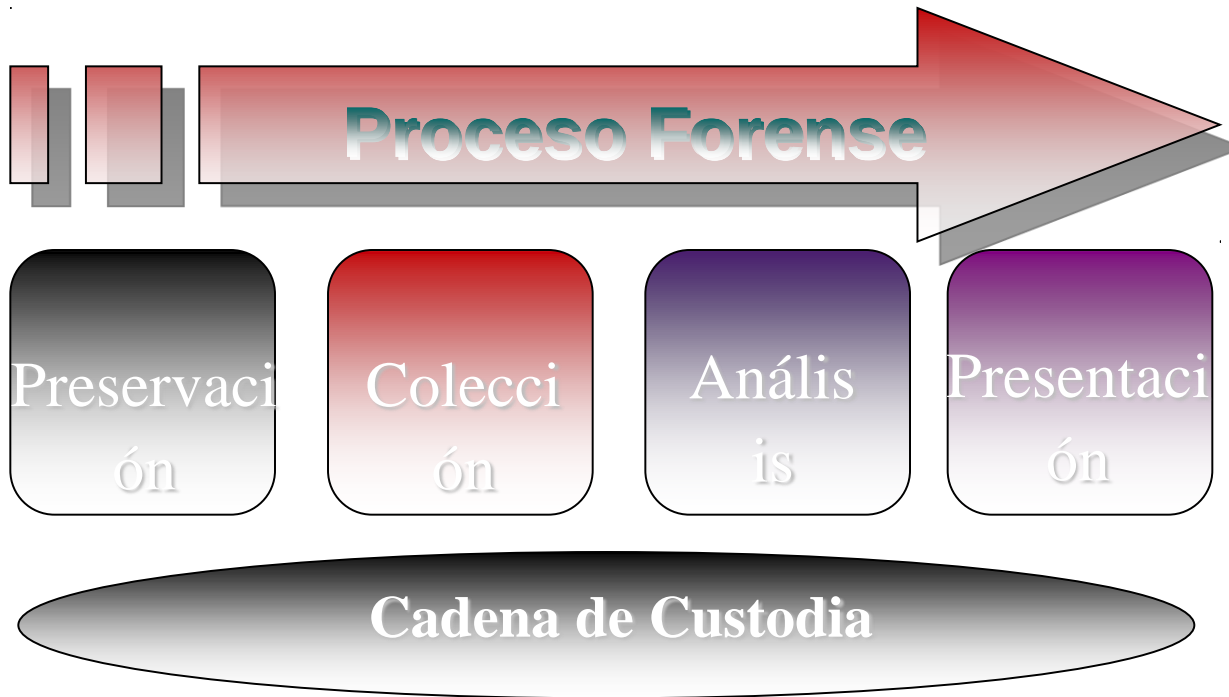 Proceso Forense
Preservaci
ón
Colecci
ón
Anális
is
Presentaci
ón
Cadena de Custodia